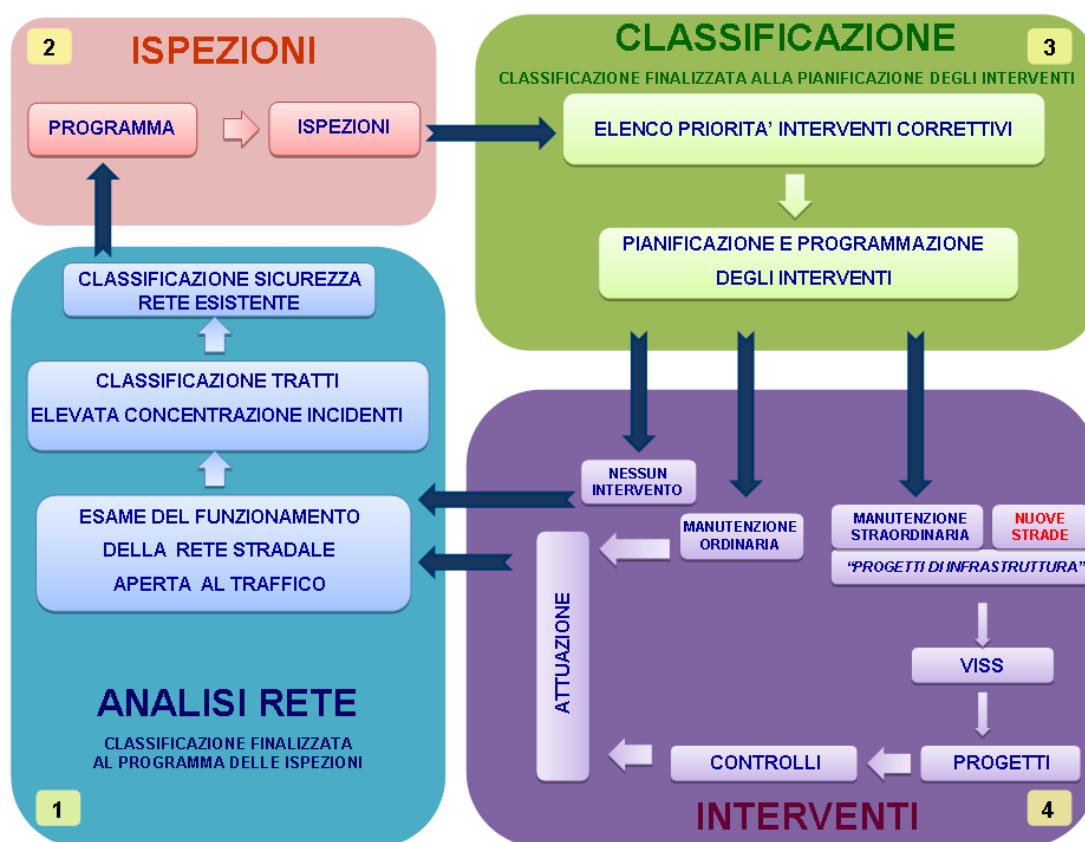 2
ISPEZIONI
PROGRAMMA
ISPEZIONI
CLASSIFICAZIONE
3
CLASSIFICAZIONE FINALIZZATA ALLA PIANIFICAZIONE DEGLI INTERVENTI
ELENCO PRIORITA’ INTERVENTI CORRETTIVI
PIANIFICAZIONE E PROGRAMMAZIONE
DEGLI INTERVENTI
CLASSIFICAZIONE SICUREZZA
RETE ESISTENTE
CLASSIFICAZIONE TRATTI
ELEVATA CONCENTRAZIONE INCIDENTI
ESAME DEL FUNZIONAMENTO
DELLA RETE STRADALE
APERTA AL TRAFFICO
ANALISI RETE
CLASSIFICAZIONE FINALIZZATA
AL PROGRAMMA DELLE ISPEZIONI
1
NESSUN
INTERVENTO
MANUTENZIONE
ORDINARIA
MANUTENZIONE
STRAORDINARIA
NUOVE
STRADE
“PROGETTI DI INFRASTRUTTURA”
ATTUAZIONE
VISS
CONTROLLI
PROGETTI
INTERVENTI
4